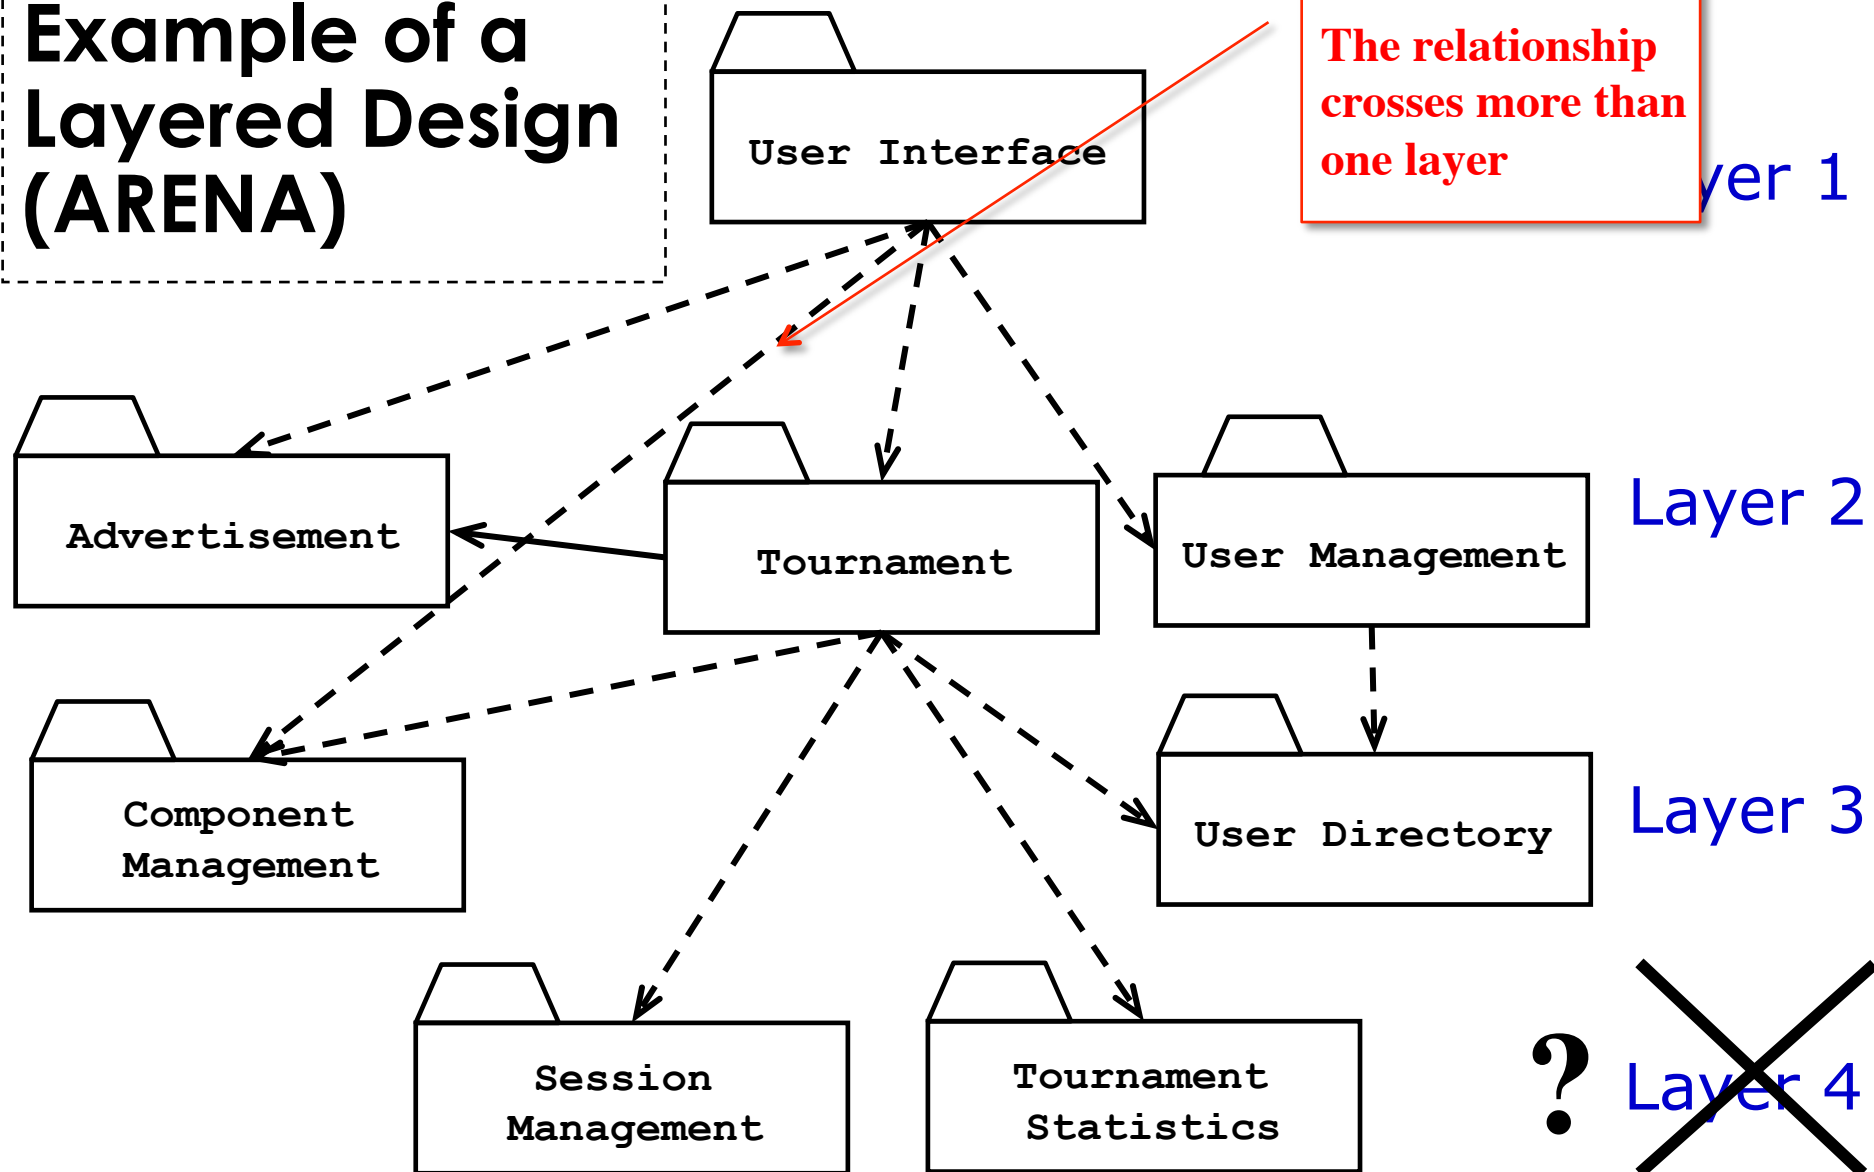 Example of a
Layered Design
(ARENA)
The relationship
crosses more than
one layer
User Interface
yer 1
Advertisement
Tournament
User Management
Layer 2
Component
Management
User Directory
Layer 3
Session
Management
Tournament
Statistics
?
Layer 4